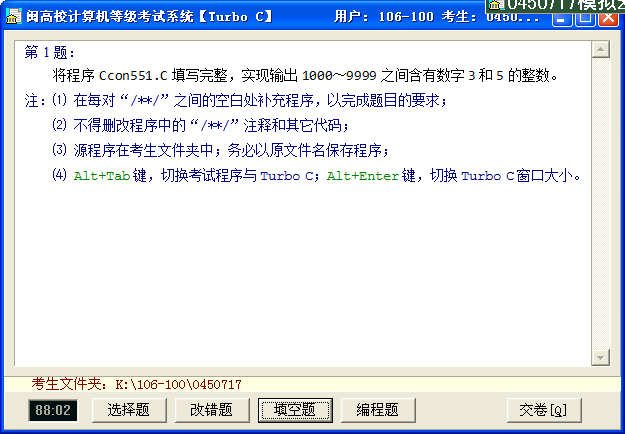 0450717模拟
闽高校计算机等级考试系统【Turbo C】 用户: 106-100 考生: 0450...
第 1 题:
将程序 Ccon551.C 填写完整，实现输出 1000～9999 之间含有数字 3 和 5 的整数。
注: ⑴ 在每对“/**/”之间的空白处补充程序，以完成题目的要求；
⑵ 不得删改程序中的“/**/”注释和其它代码；
⑶ 源程序在考生文件夹中；务必以原文件名保存程序；
⑷ Alt+Tab 键，切换考试程序与 Turbo C；Alt+Enter 键，切换 Turbo C 窗口大小。
考生文件夹: K:\106-100\0450717
88:02 选择题 改错题 填空题 编程题 交卷[Q]